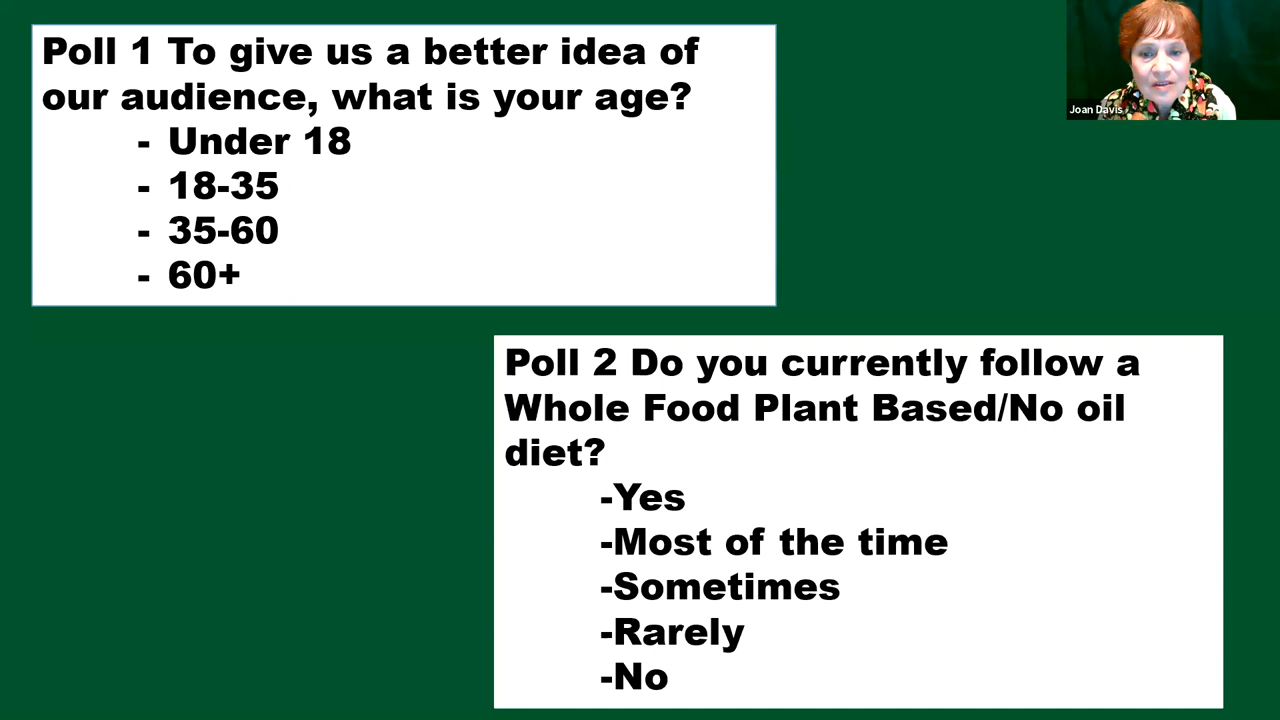 Poll 1 To give us a better idea of
our audience, what is your age?
- Under 18
- 18-35
- 35-60
- 60+
Joan Davis
Poll 2 Do you currently follow a
Whole Food Plant Based/No oil
diet?
-Yes
-Most of the time
-Sometimes
-Rarely
-No